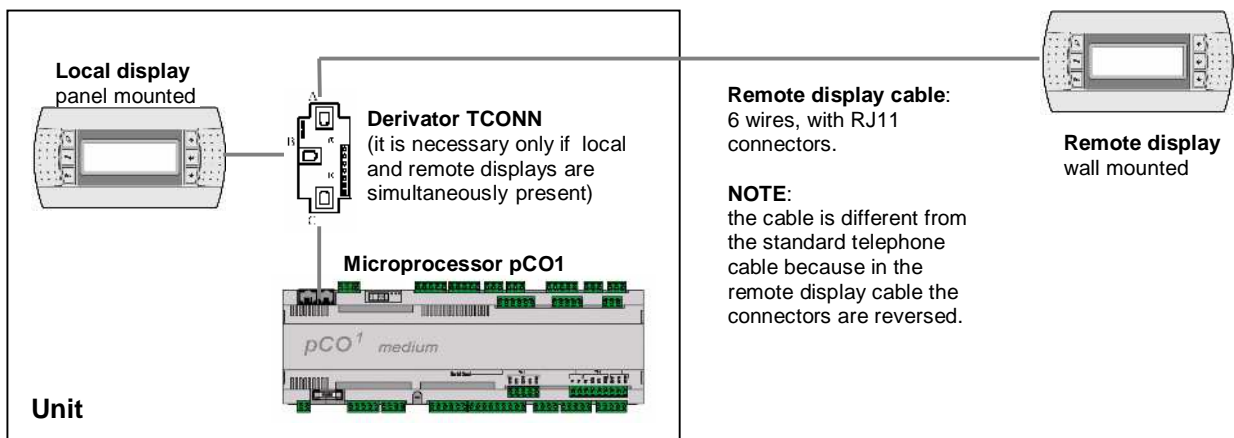 Local display
panel mounted
A
B
C
Derivator TCONN
(it is necessary only if local
and remote displays are
simultaneously present)
Microprocessor pCO1
pCO1 medium
Unit
Remote display cable:
6 wires, with RJ11
connectors.
NOTE:
the cable is different from
the standard telephone
cable because in the
remote display cable the
connectors are reversed.
Remote display
wall mounted